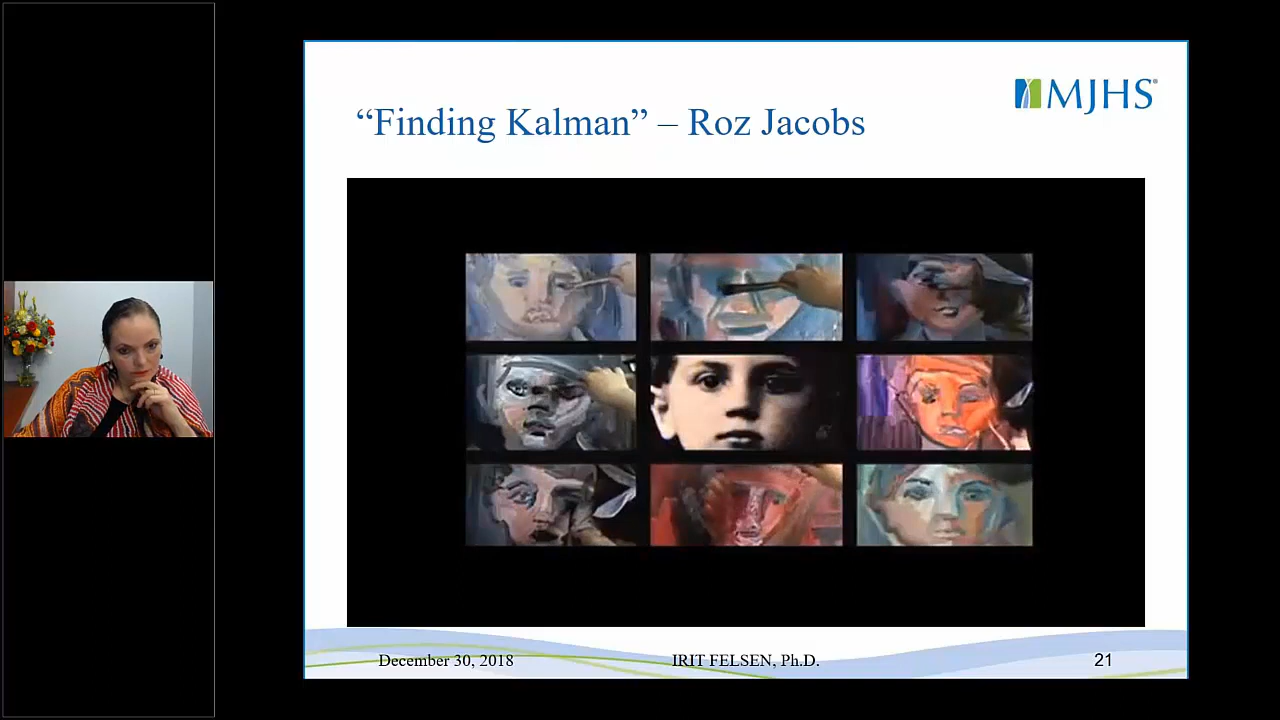 MJHS®
“Finding Kalman” – Roz Jacobs
December 30, 2018
IRIT FELSEN, Ph.D.
21